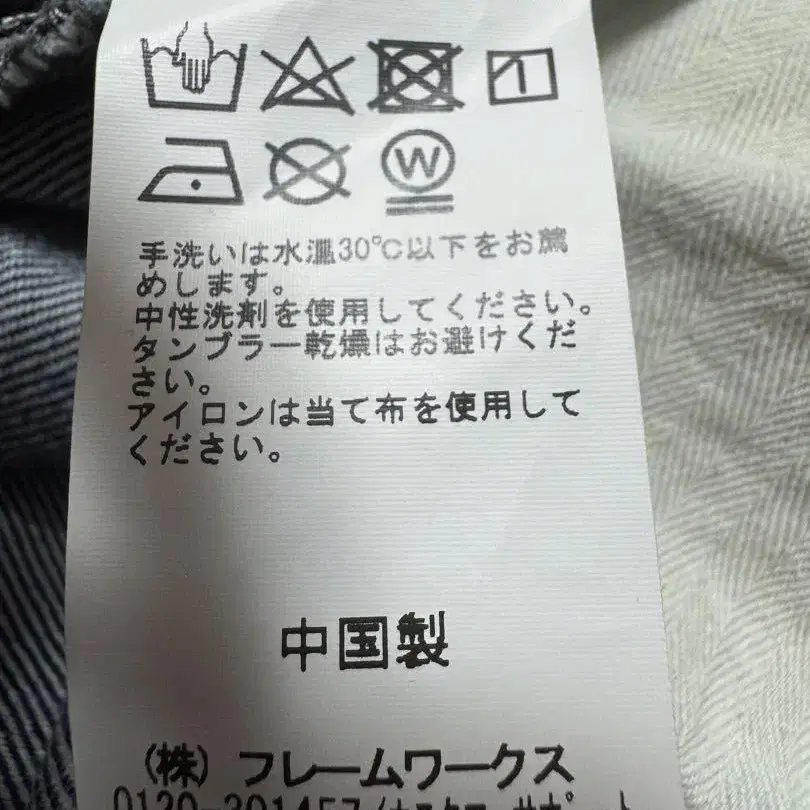 W
手洗いは水温30℃以下をお薦
めします。
中性洗剤を使用してください。
タンブラー乾燥はお避けくだ
さい。
アイロンは当て布を使用して
ください。
中国製
(株) フレームワークス